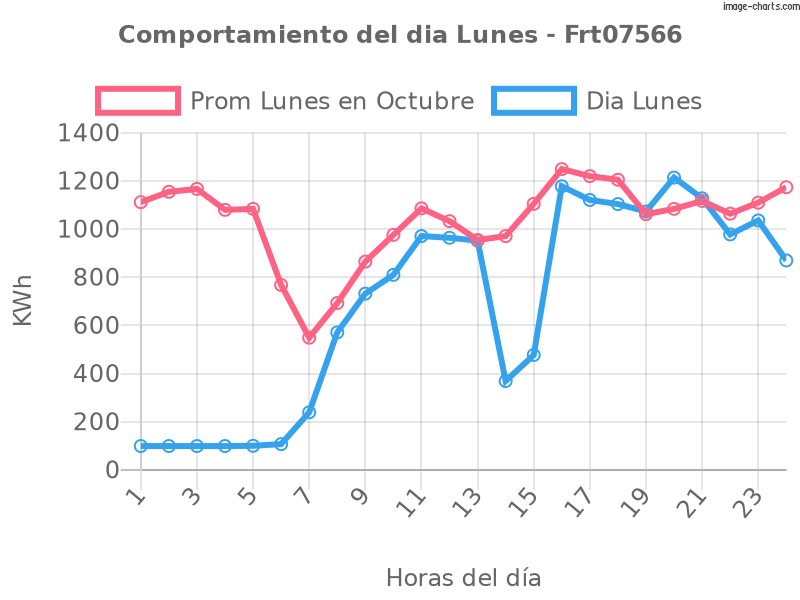 image-charts.com
Comportamiento del dia Lunes - Frt07566
Prom Lunes en Octubre Dia Lunes
1400
1200
1000
800
600
400
200
0
KWh
1 3 5 7 9 11 13 15 17 19 21 23
Horas del día